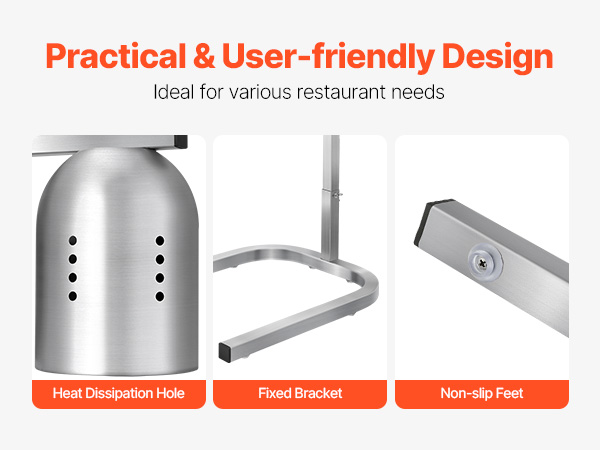 Practical & User-friendly Design
Ideal for various restaurant needs
Heat Dissipation Hole
Fixed Bracket
Non-slip Feet